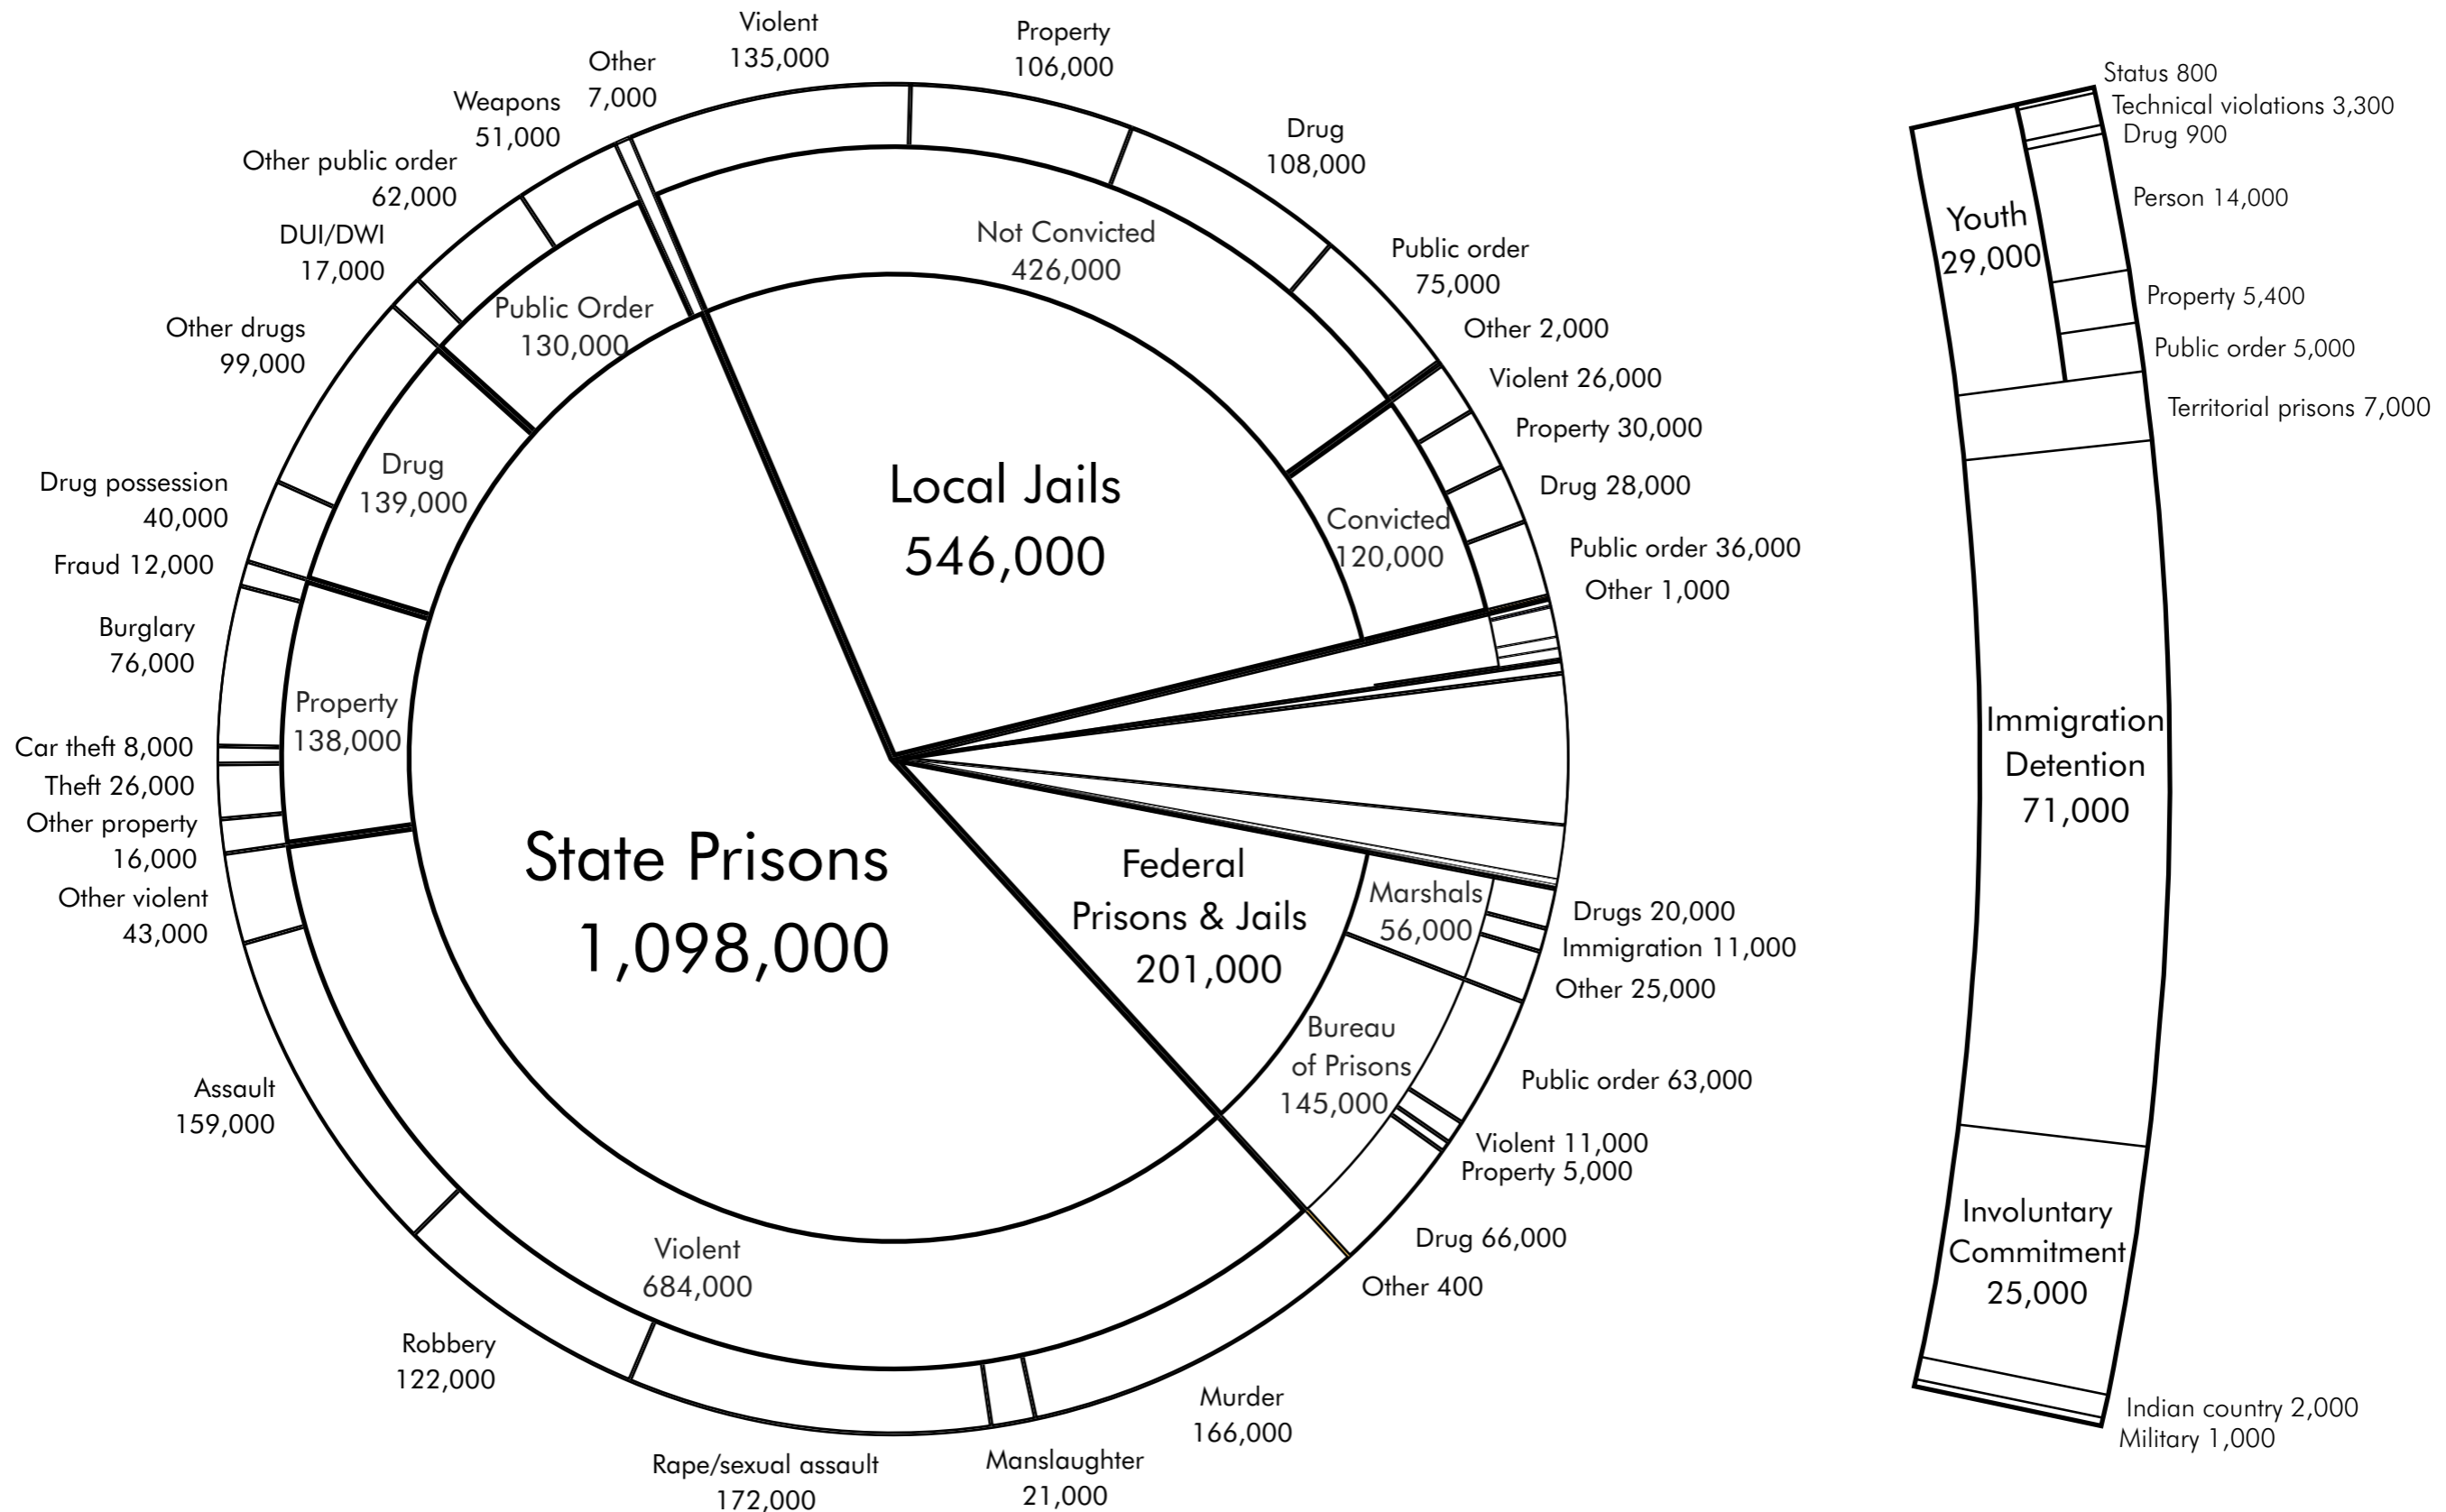 Violent
135,000
Property
106,000
Drug
108,000
Public order
75,000
Other 2,000
Violent 26,000
Property 30,000
Drug 28,000
Public order 36,000
Other 1,000
Not Convicted
426,000
Convicted
120,000
Local Jails
546,000
Other
7,000
Weapons
51,000
Other public order
62,000
DUI/DWI
17,000
Public Order
130,000
Other drugs
99,000
Drug possession
40,000
Drug
139,000
Fraud 12,000
Burglary
76,000
Car theft 8,000
Theft 26,000
Other property
16,000
Property
138,000
Other violent
43,000
Assault
159,000
Robbery
122,000
Rape/sexual assault
172,000
Manslaughter
21,000
Murder
166,000
Violent
684,000
State Prisons
1,098,000
Federal
Prisons & Jails
201,000
Marshals
56,000
Drugs 20,000
Immigration 11,000
Other 25,000
Bureau
of Prisons
145,000
Public order 63,000
Violent 11,000
Property 5,000
Drug 66,000
Other 400
Status 800
Technical violations 3,300
Drug 900
Person 14,000
Property 5,400
Public order 5,000
Youth
29,000
Territorial prisons 7,000
Immigration
Detention
71,000
Involuntary
Commitment
25,000
Indian country 2,000
Military 1,000